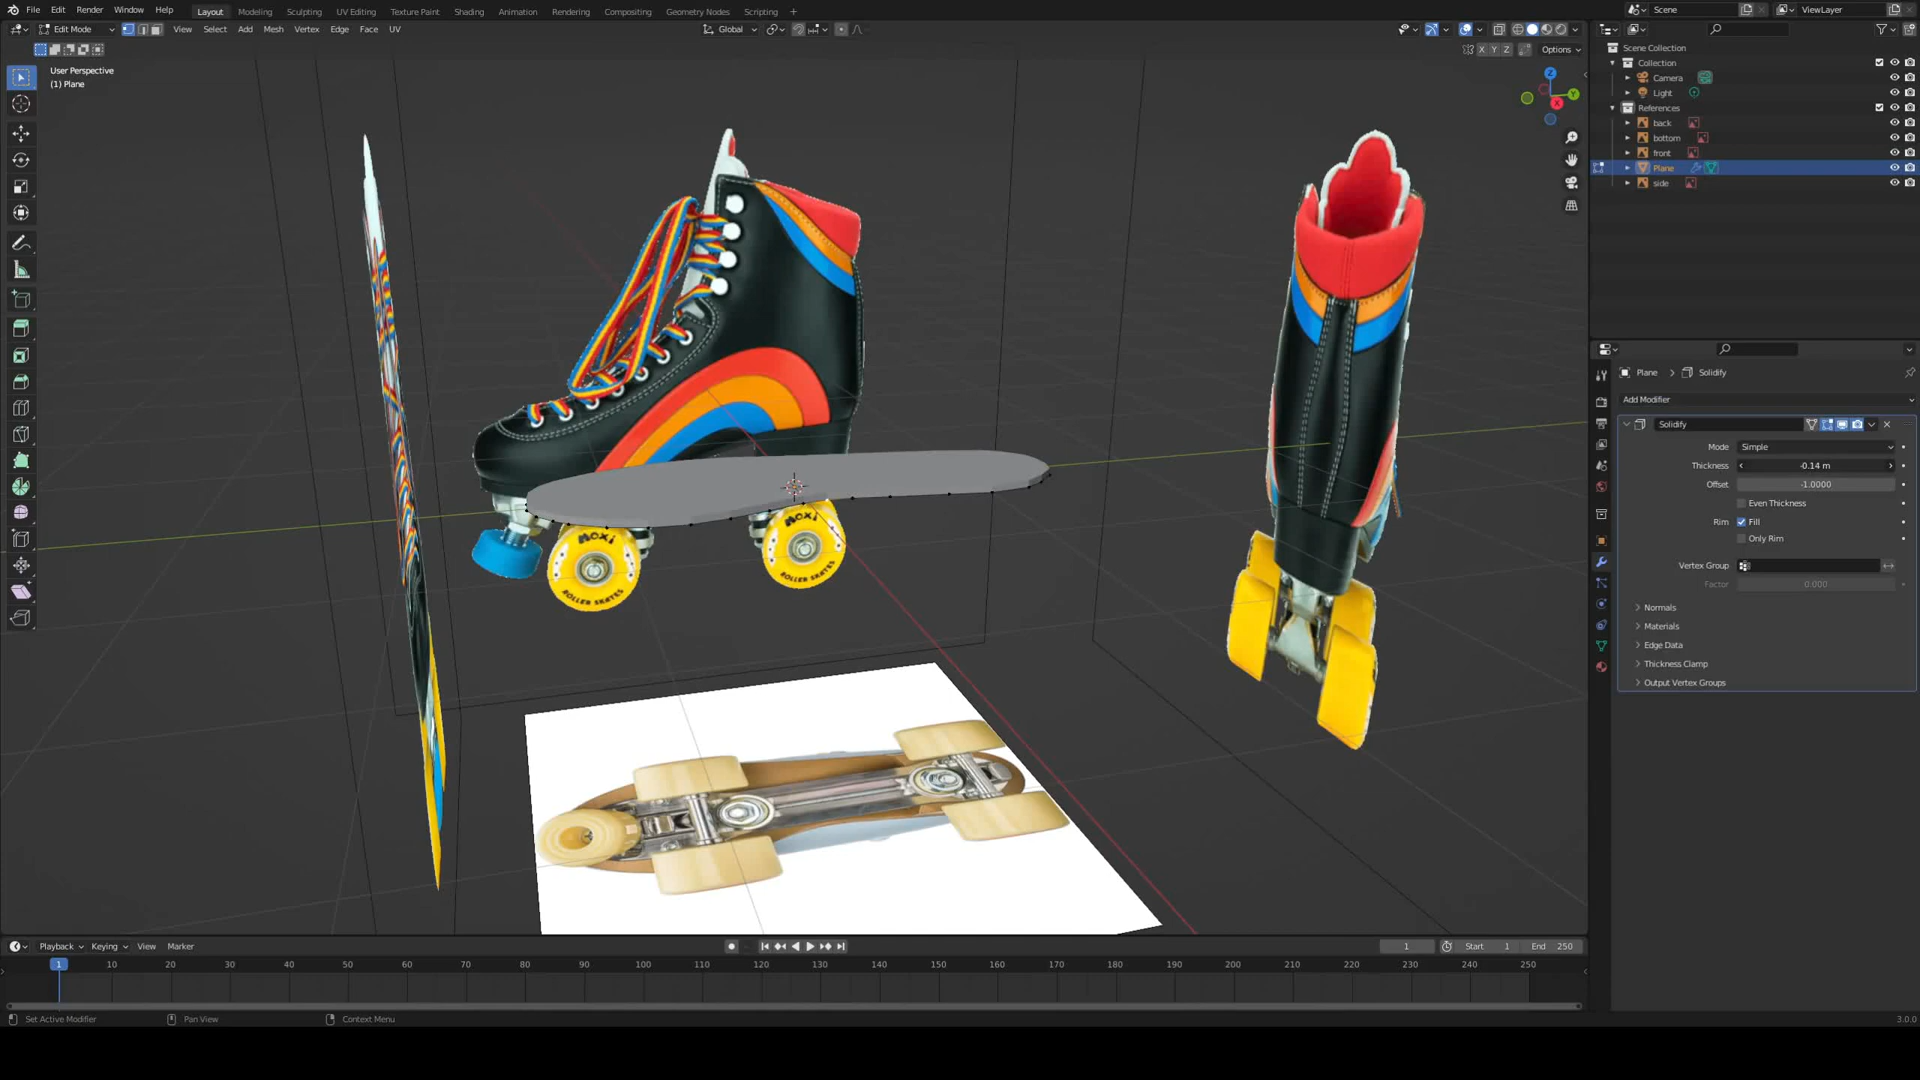 File Edit Render Window Help Layout Modeling Sculpting UV Editing Texture Paint Shading Animation Rendering Compositing Geometry Nodes Scripting + Scene ViewLayer
Edit Mode View Select Add Mesh Vertex Edge Face UV Global
X Y Z Options
User Perspective
(1) Plane
Z
Y
X
Scene Collection
Collection
Camera
Light
References
back
bottom
front
Plane
side
Plane > Solidify
Add Modifier
Solidify
Mode Simple
Thickness -0.14 m
Offset -1.0000
Even Thickness
Rim Fill
Only Rim
Vertex Group
Factor 0.000
Normals
Materials
Edge Data
Thickness Clamp
Output Vertex Groups
MOXI
ROLLER SKATES
MOXI
ROLLER SKATES
Playback Keying View Marker 1 Start 1 End 250
1 10 20 30 40 50 60 70 80 90 100 110 120 130 140 150 160 170 180 190 200 210 220 230 240 250
Set Active Modifier Pan View Context Menu 3.0.0